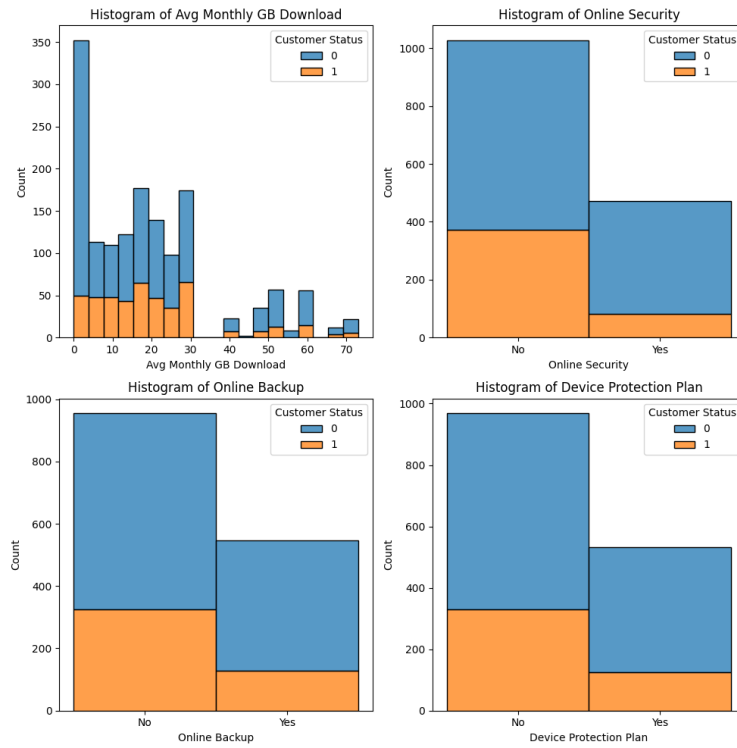 Histogram of Avg Monthly GB Download
Customer Status
0
1
350
300
250
200
150
100
50
0
Count
0 10 20 30 40 50 60 70
Avg Monthly GB Download
Histogram of Online Security
Customer Status
0
1
1000
800
600
400
200
0
Count
No Yes
Online Security
Histogram of Online Backup
Customer Status
0
1
1000
800
600
400
200
0
Count
No Yes
Online Backup
Histogram of Device Protection Plan
Customer Status
0
1
1000
800
600
400
200
0
Count
No Yes
Device Protection Plan